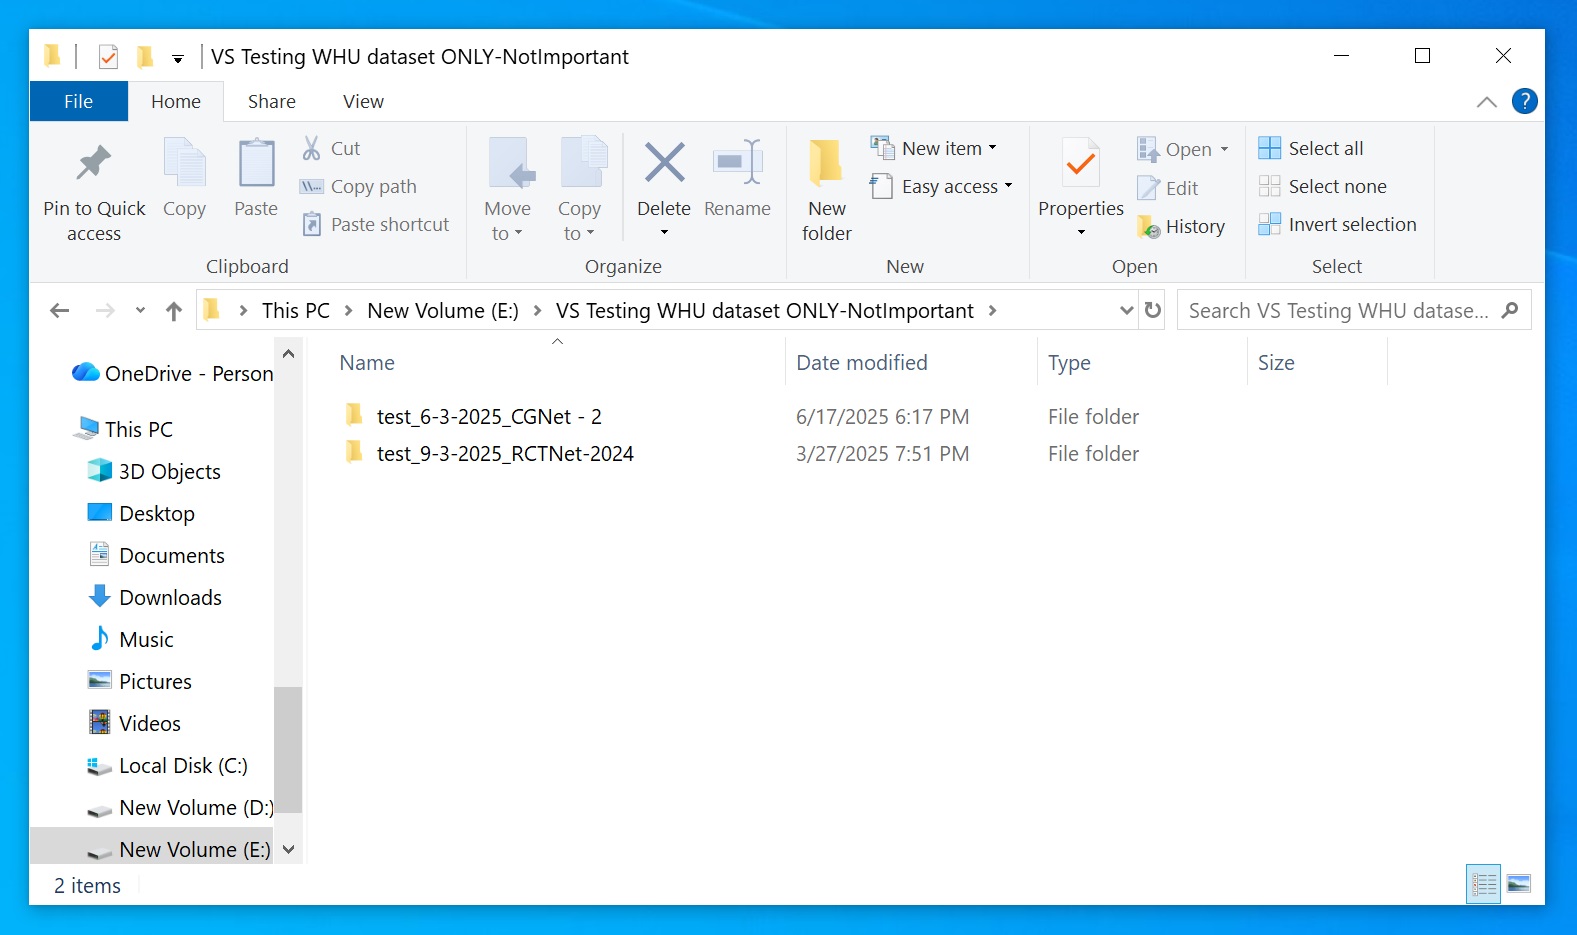 VS Testing WHU dataset ONLY-NotImportant
File Home Share View
?
Pin to Quick access
Copy
Paste
Cut
Copy path
Paste shortcut
Clipboard
Move to
Copy to
Delete
Rename
Organize
New folder
New item
Easy access
New
Properties
Open
Edit
History
Open
Select all
Select none
Invert selection
Select
This PC > New Volume (E:) > VS Testing WHU dataset ONLY-NotImportant >
Search VS Testing WHU datase...
OneDrive - Person
This PC
3D Objects
Desktop
Documents
Downloads
Music
Pictures
Videos
Local Disk (C:)
New Volume (D:)
New Volume (E:)
Name Date modified Type Size
test_6-3-2025_CGNet - 2 6/17/2025 6:17 PM File folder
test_9-3-2025_RCTNet-2024 3/27/2025 7:51 PM File folder
2 items